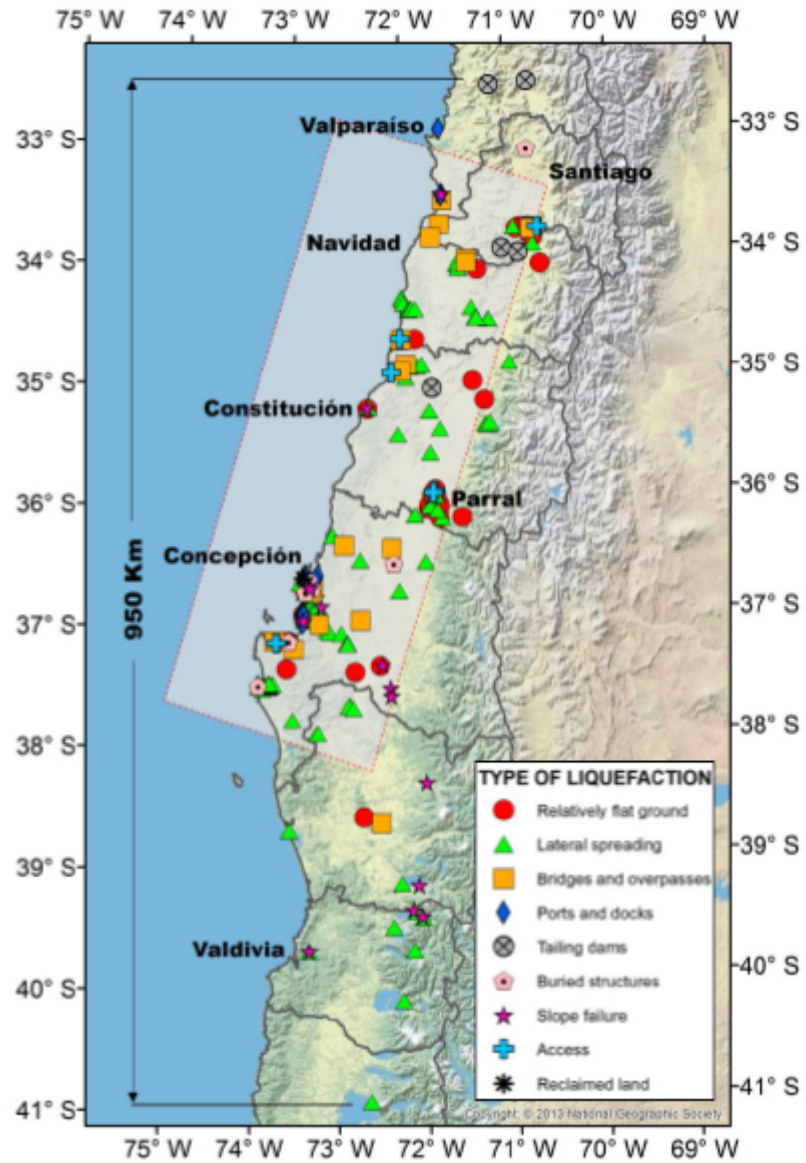 75° W 74° W 73° W 72° W 71° W 70° W 69° W
33° S
34° S
35° S
36° S
37° S
38° S
39° S
40° S
41° S
Valparaíso
Santiago
Navidad
Constitución
Parral
Concepción
Valdivia
950 Km
33° S
34° S
35° S
36° S
37° S
38° S
39° S
40° S
41° S
TYPE OF LIQUEFACTION
Relatively flat ground
Lateral spreading
Bridges and overpasses
Ports and docks
Tailing dams
Buried structures
Slope failure
Access
Reclaimed land
Copyright: © 2013 National Geographic Society
75° W 74° W 73° W 72° W 71° W 70° W 69° W